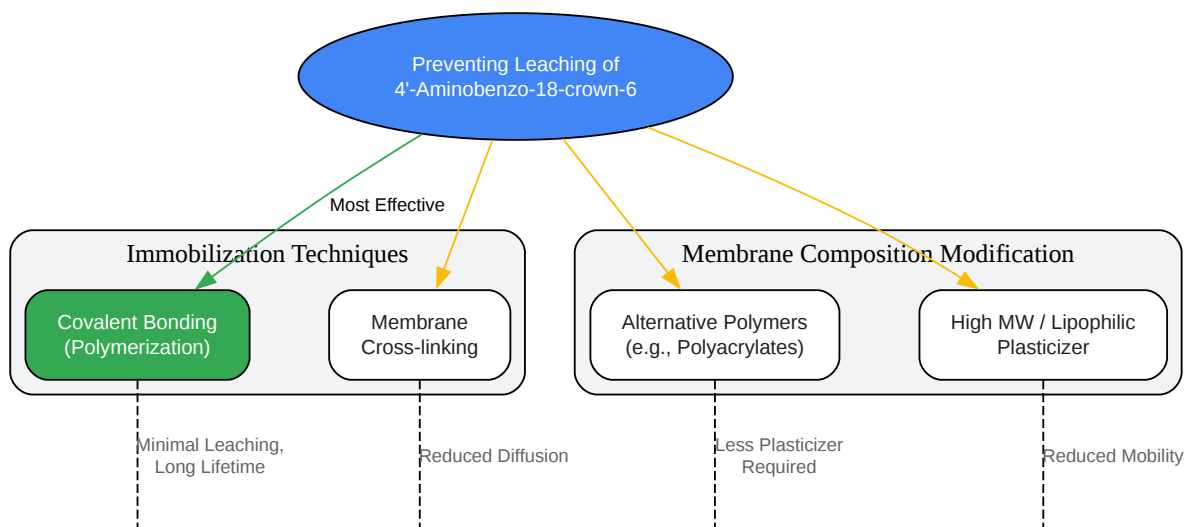 Preventing Leaching of
4'-Aminobenzo-18-crown-6
Most Effective
Immobilization Techniques
Membrane Composition Modification
Covalent Bonding
(Polymerization)
Membrane
Cross-linking
Alternative Polymers
(e.g., Polyacrylates)
High MW / Lipophilic
Plasticizer
Minimal Leaching,
Long Lifetime
Reduced Diffusion
Less Plasticizer
Required
Reduced Mobility